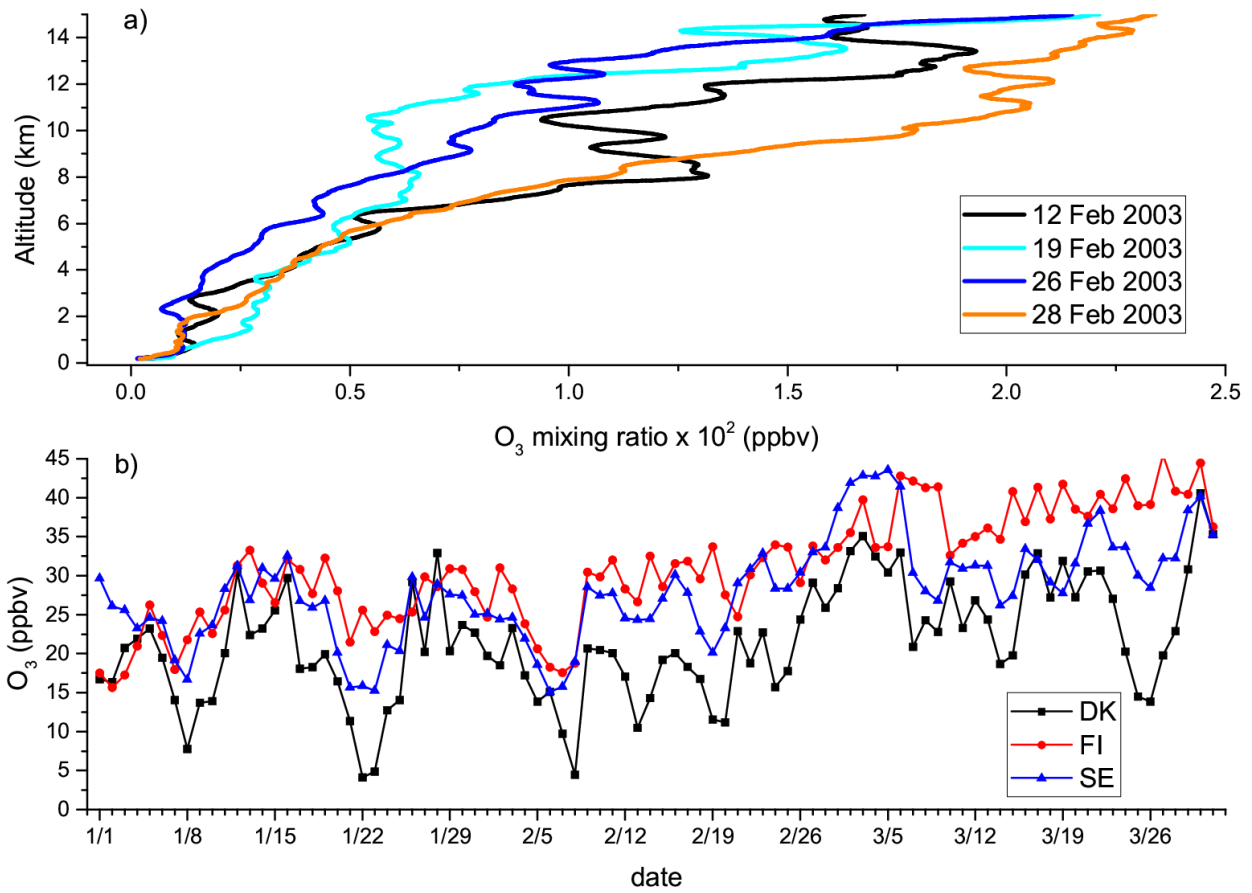 a)
14
12
10
8
6
4
2
0
Altitude (km)
12 Feb 2003
19 Feb 2003
26 Feb 2003
28 Feb 2003
0.0 0.5 1.0 1.5 2.0 2.5
O₃ mixing ratio x 10² (ppbv)
b)
45
40
35
30
25
20
15
10
5
0
O₃ (ppbv)
DK
FI
SE
1/1 1/8 1/15 1/22 1/29 2/5 2/12 2/19 2/26 3/5 3/12 3/19 3/26
date